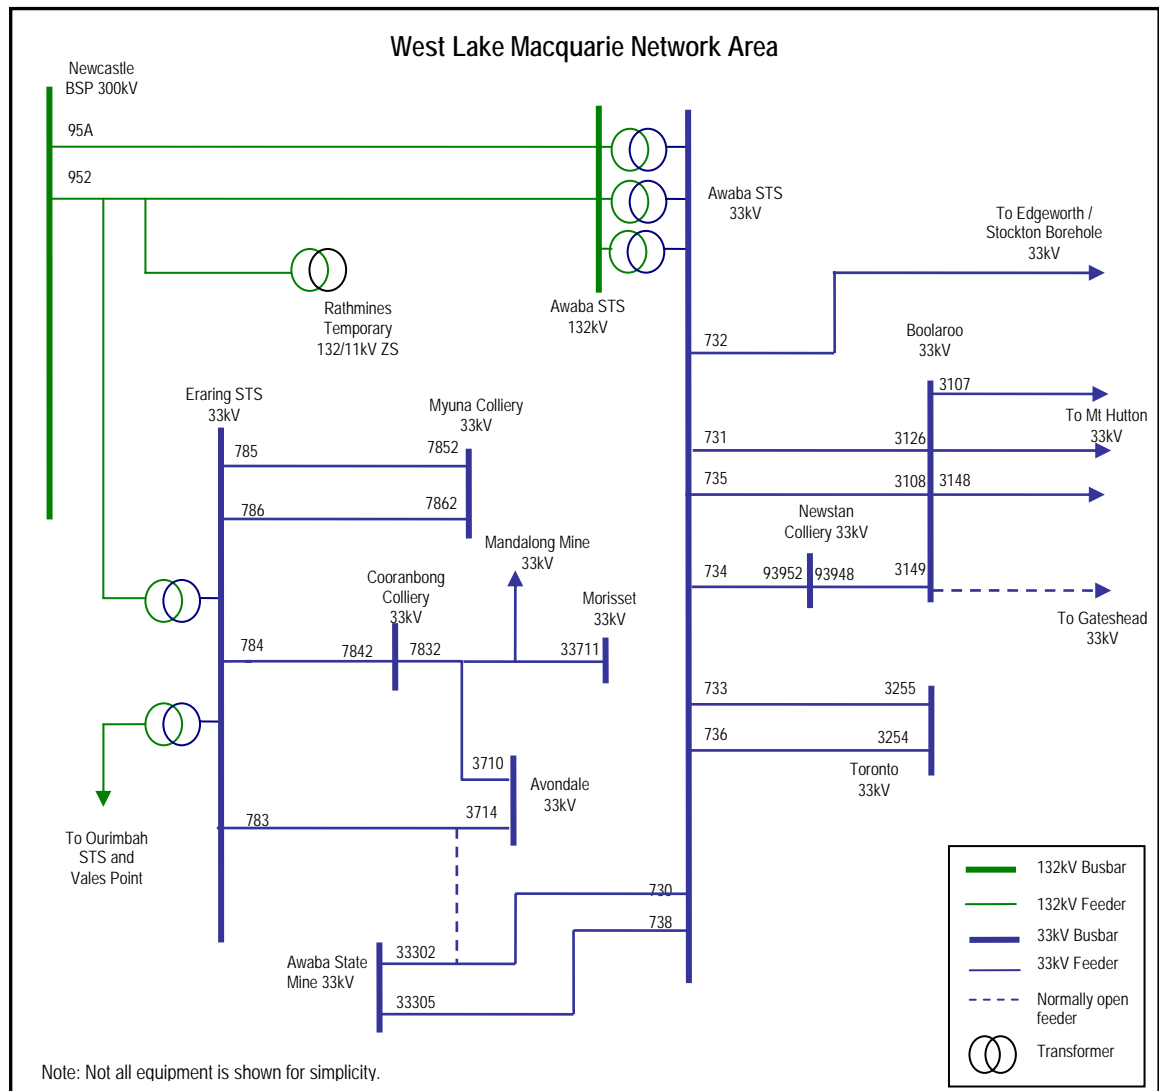 West Lake Macquarie Network Area
Newcastle
BSP 300kV
95A
952
Rathmines
Temporary
132/11kV ZS
Awaba STS
132kV
Awaba STS
33kV
To Edgeworth /
Stockton Borehole
33kV
732
Boolaroo
33kV
3107
To Mt Hutton
33kV
731
3126
735
3108
3148
Newstan
Colliery 33kV
734
93952
93948
3149
To Gateshead
33kV
Eraring STS
33kV
Myuna Colliery
33kV
785
7852
786
7862
Mandalong Mine
33kV
Cooranbong
Colliery
33kV
Morisset
33kV
784
7842
7832
33711
733
3255
736
3254
Toronto
33kV
3710
Avondale
33kV
783
3714
To Ourimbah
STS and
Vales Point
730
738
Awaba State
Mine 33kV
33302
33305
132kV Busbar
132kV Feeder
33kV Busbar
33kV Feeder
Normally open
feeder
Transformer
Note: Not all equipment is shown for simplicity.